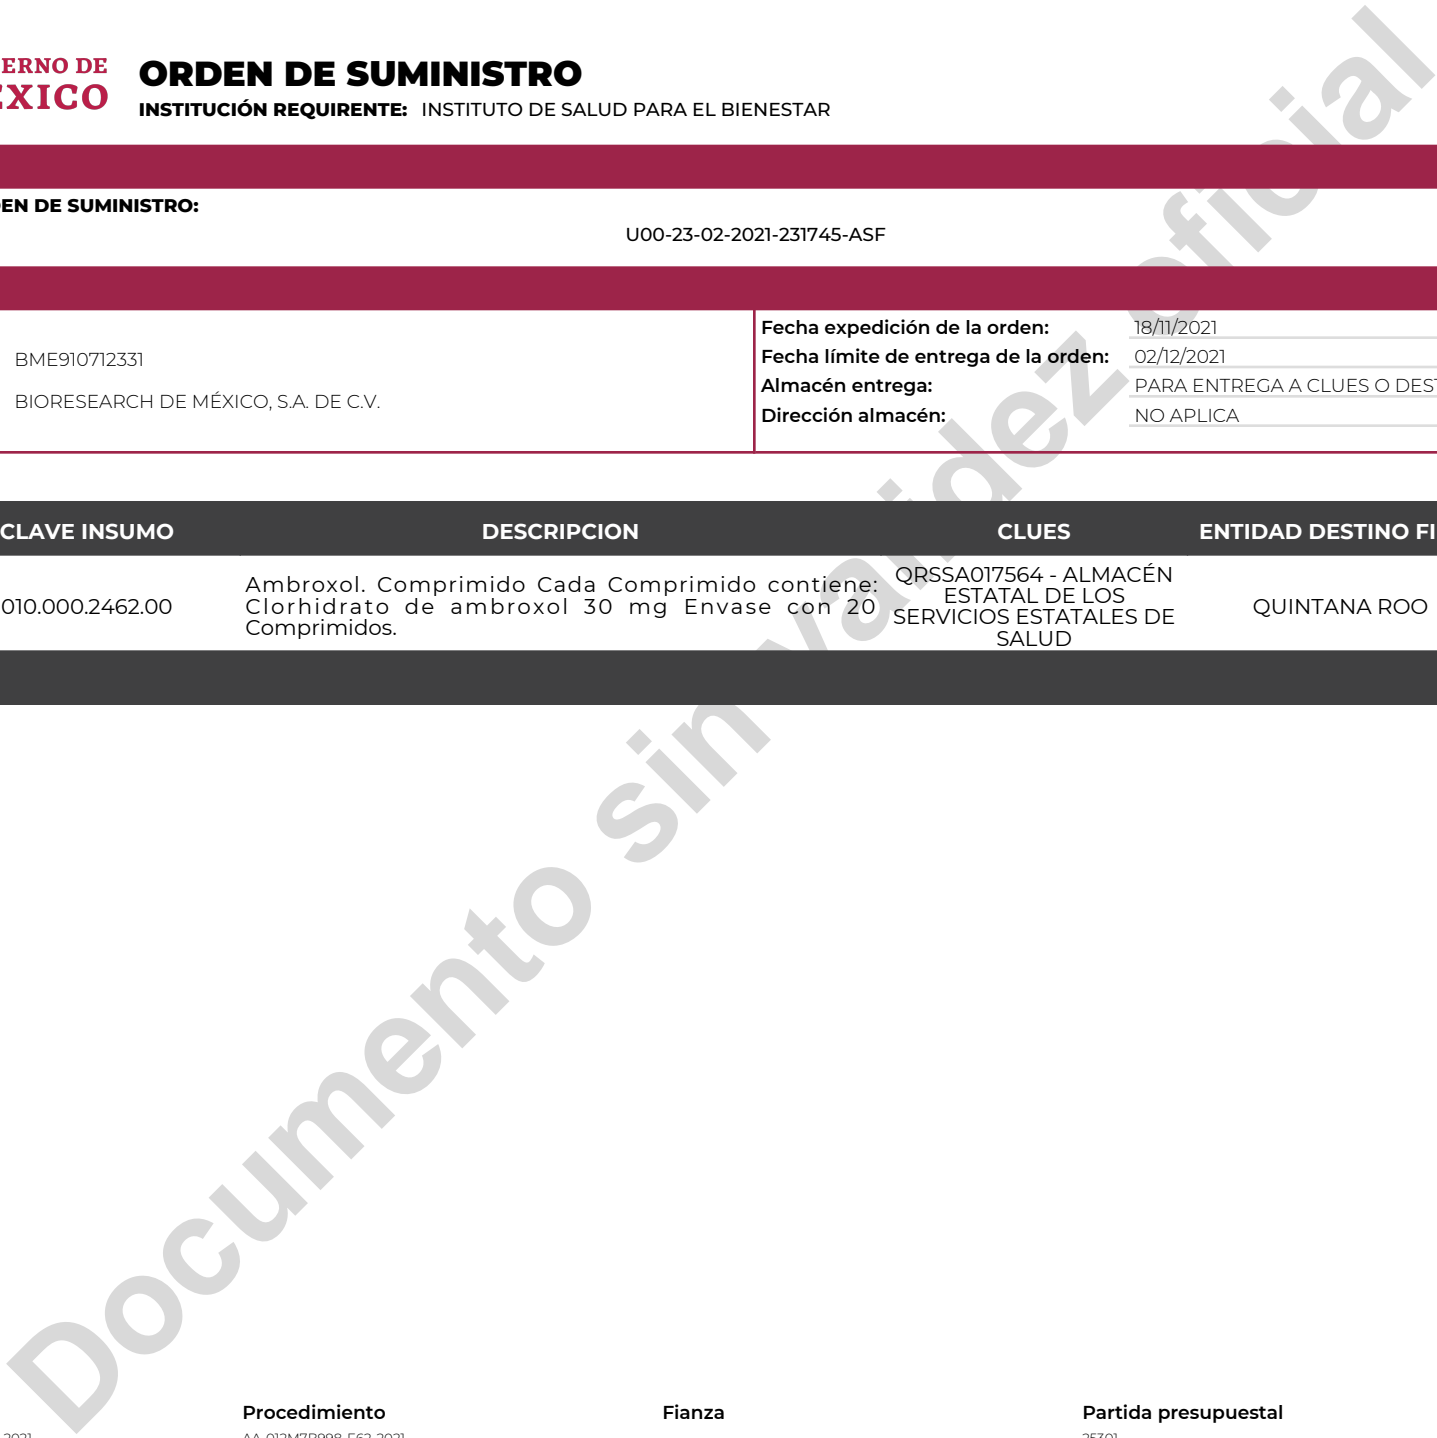 ERNO DE
ÉXICO
ORDEN DE SUMINISTRO
INSTITUCIÓN REQUIRENTE: INSTITUTO DE SALUD PARA EL BIENESTAR
EN DE SUMINISTRO:
U00-23-02-2021-231745-ASF
BME910712331
BIORESEARCH DE MÉXICO, S.A. DE C.V.
Fecha expedición de la orden: 18/11/2021
Fecha límite de entrega de la orden: 02/12/2021
Almacén entrega: PARA ENTREGA A CLUES O DEST
Dirección almacén: NO APLICA
CLAVE INSUMO DESCRIPCION CLUES ENTIDAD DESTINO FI
010.000.2462.00
Ambroxol. Comprimido Cada Comprimido contiene:
Clorhidrato de ambroxol 30 mg Envase con 20
Comprimidos.
QRSSA017564 - ALMACÉN
ESTATAL DE LOS
SERVICIOS ESTATALES DE
SALUD
QUINTANA ROO
Documento sin validez oficial
Procedimiento Fianza Partida presupuestal